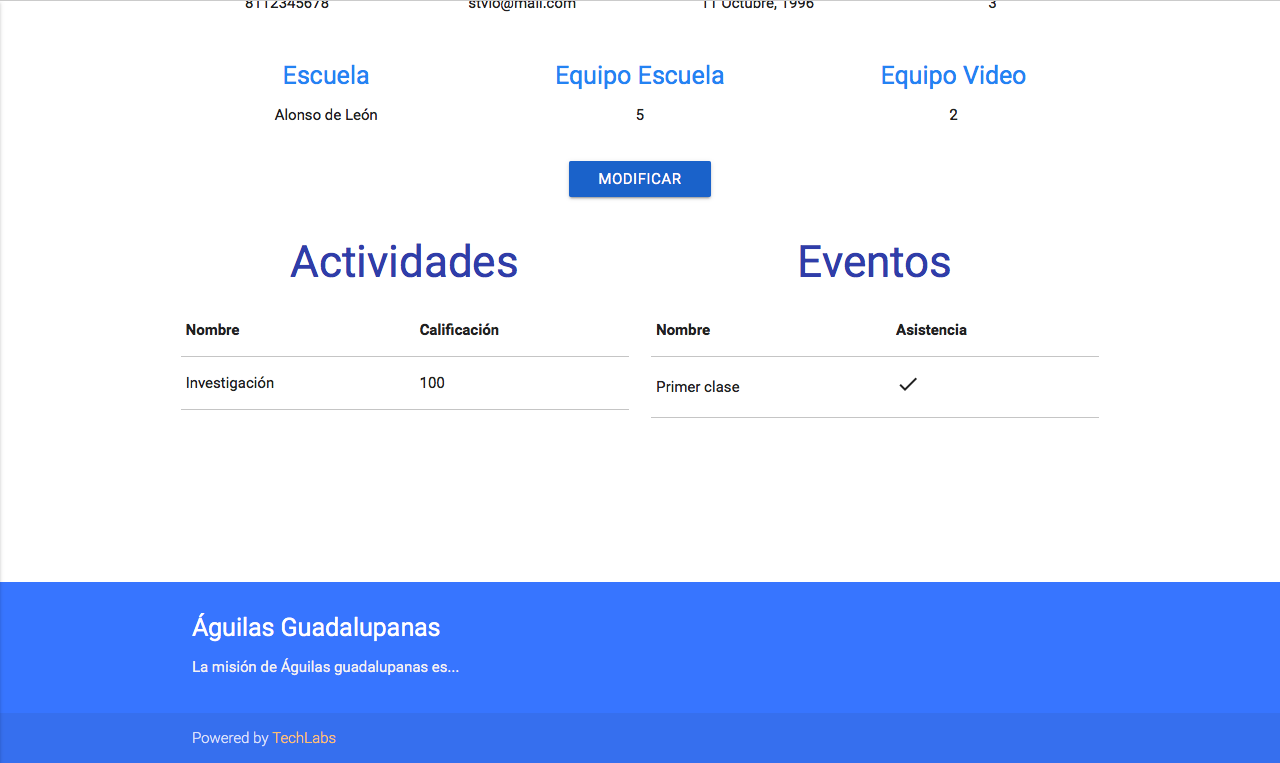 8112345678 stvio@mail.com 11 Octubre, 1996 3
Escuela Equipo Escuela Equipo Video
Alonso de León 5 2
MODIFICAR
Actividades Eventos
Nombre Calificación Nombre Asistencia
Investigación 100 Primer clase
Águilas Guadalupanas
La misión de Águilas guadalupanas es...
Powered by TechLabs